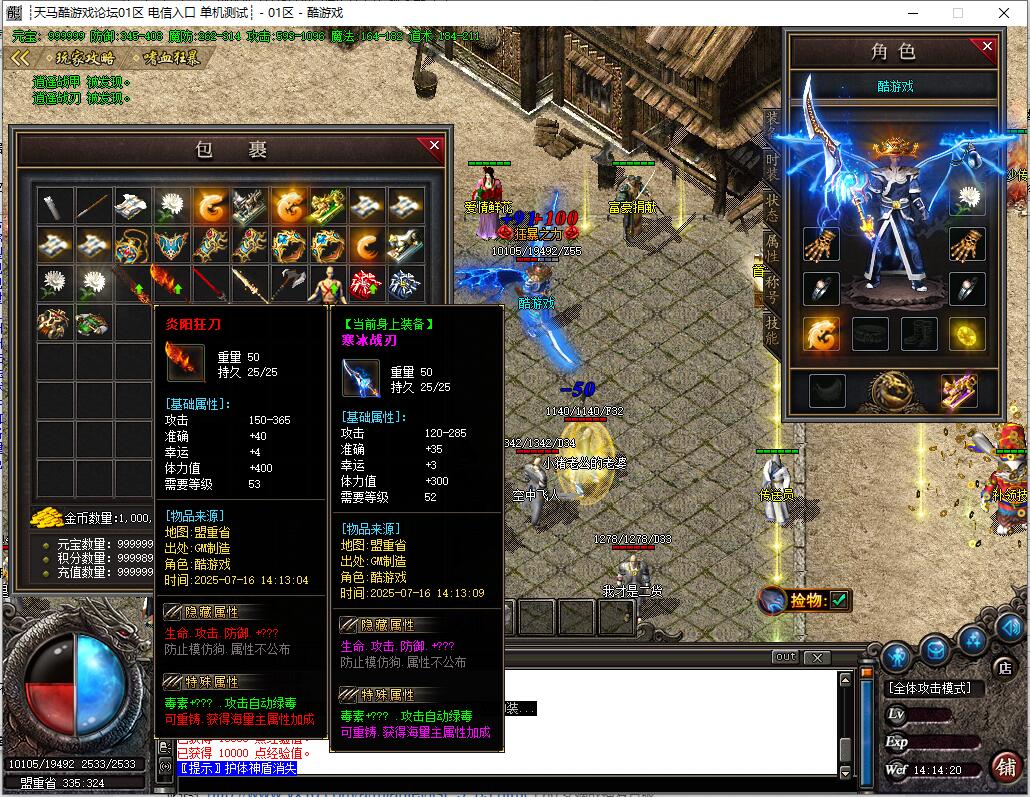 天马酷游戏论坛01区 电信入口 单机测试 - 01区 - 酷游戏
元宝: 999999 防御:345-408 魔防:262-314 攻击:593-1096 魔法:164-182 道术:184-211
玩家攻略
嗜血狂暴
逍遥战甲 被发现。
逍遥战刃 被发现。
包 裹
角 色
酷游戏
时装
状态
属性
称号
技能
爱情鲜花
富豪捐献
+100
狂暴之力
10105/19492/Z55
酷游戏
-50
1140/1140/F32
342/1342/D34
小猪老怂的老婆
空中飞人
传送员
1278/1278/D33
我才是二货
捡物:
炎阳狂刀
重量 50
持久 25/25
[基础属性]:
攻击 150-365
准确 +40
幸运 +4
体力值 +400
需要等级 53
[物品来源]
地图:盟重省
出处:GM制造
角色:酷游戏
时间:2025-07-16 14:13:04
隐藏属性
生命.攻击.防御.+???
防止模仿狗.属性不公布
特殊属性
毒素+??? .攻击自动绿毒
可重铸.获得海量主属性加成
【当前身上装备】
寒冰战刃
重量 50
持久 25/25
[基础属性]:
攻击 120-285
准确 +35
幸运 +3
体力值 +300
需要等级 52
[物品来源]
地图:盟重省
出处:GM制造
角色:酷游戏
时间:2025-07-16 14:13:09
隐藏属性
生命.攻击.防御.+???
防止模仿狗.属性不公布
特殊属性
毒素+??? .攻击自动绿毒
可重铸.获得海量主属性加成
金币数量:1,000,
元宝数量: 999999
积分数量: 999989
充值数量: 999999
out
装...
已获得 10000 点经验值。
【提示】护体神盾消失
10105/19492 2533/2533
盟重省 335:324
店
[全体攻击模式]
Lv
Exp
Wef 14:14:20
铺